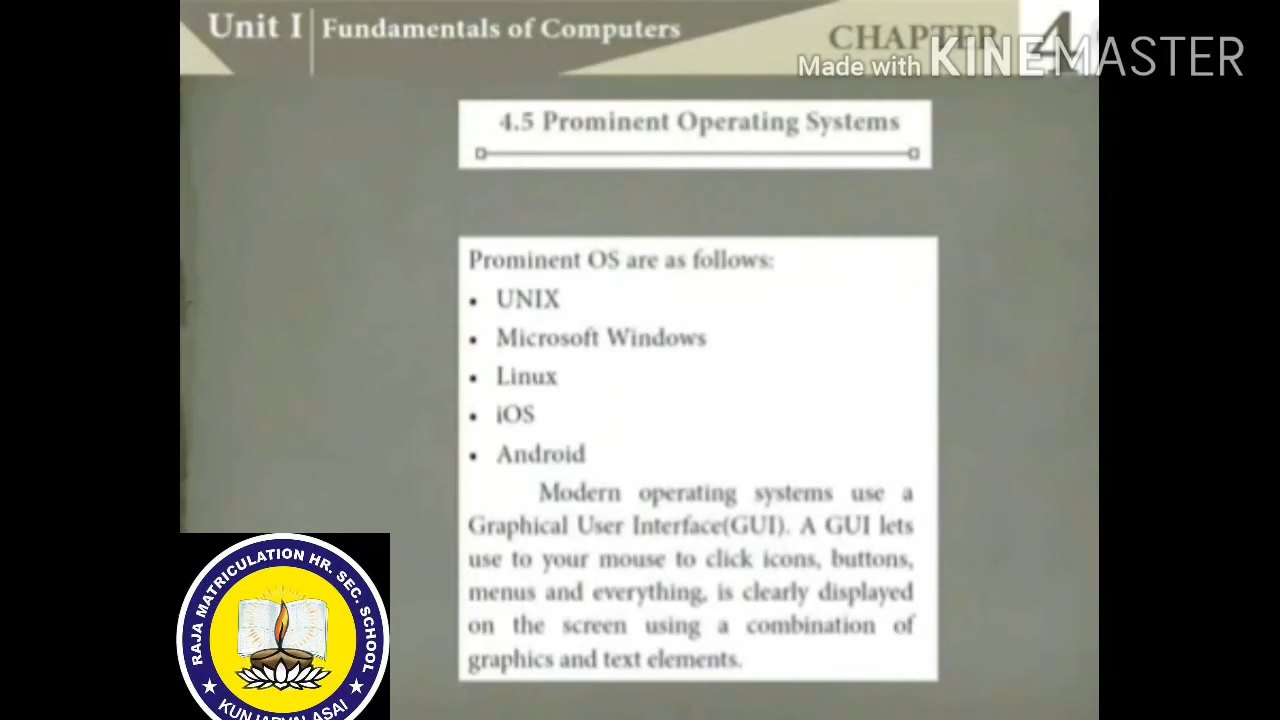 Unit I Fundamentals of Computers
CHAPTER 4
Made with KINEMASTER
4.5 Prominent Operating Systems
Prominent OS are as follows:
• UNIX
• Microsoft Windows
• Linux
• iOS
• Android
Modern operating systems use a
Graphical User Interface(GUI). A GUI lets
use to your mouse to click icons, buttons,
menus and everything, is clearly displayed
on the screen using a combination of
graphics and text elements.
RAJA MATRICULATION HR. SEC. SCHOOL